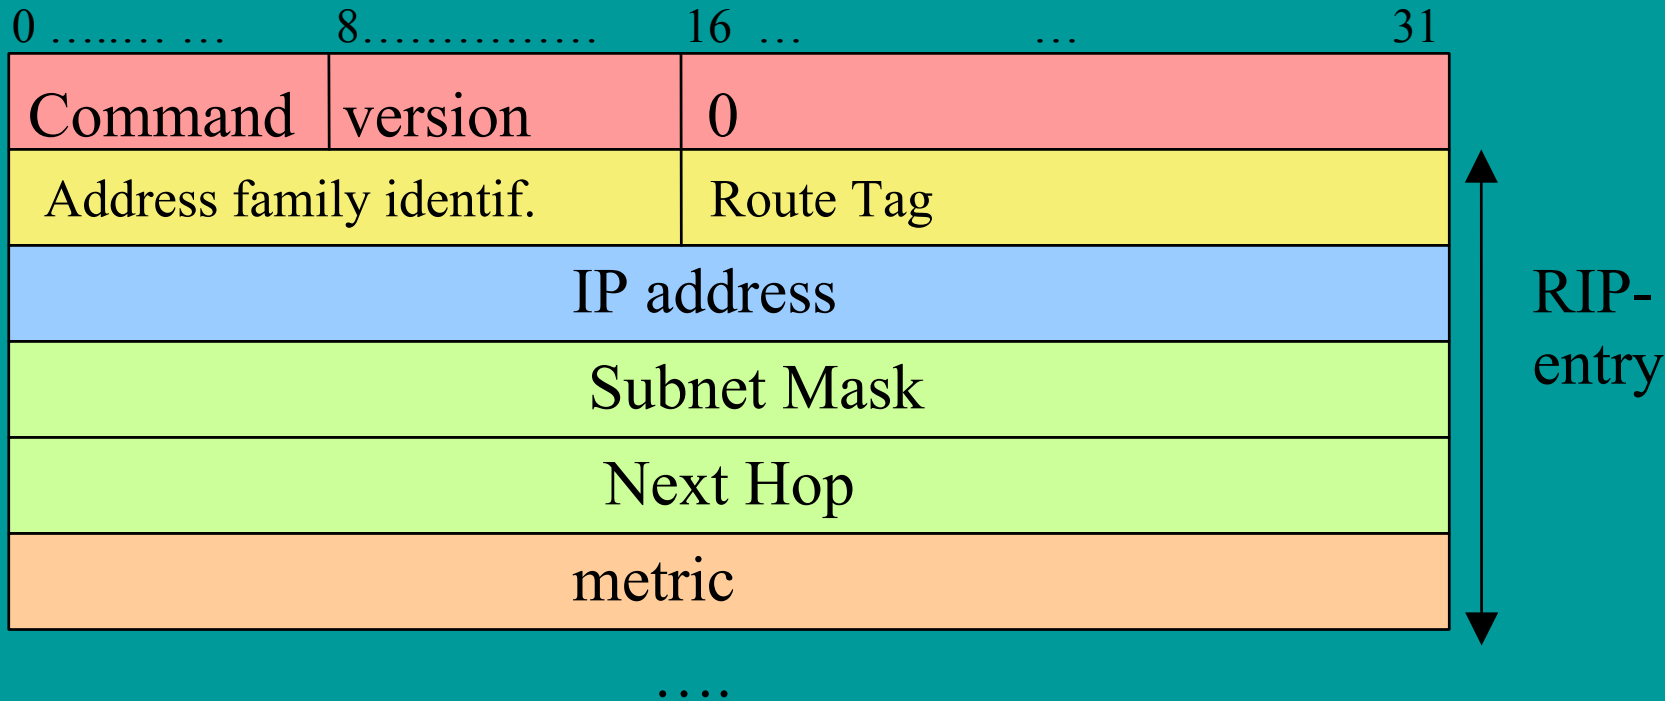 0 ........ ... 8............... 16 ... ... 31
Command version 0
Address family identif. Route Tag
IP address
Subnet Mask
Next Hop
metric
RIP-
entry
....